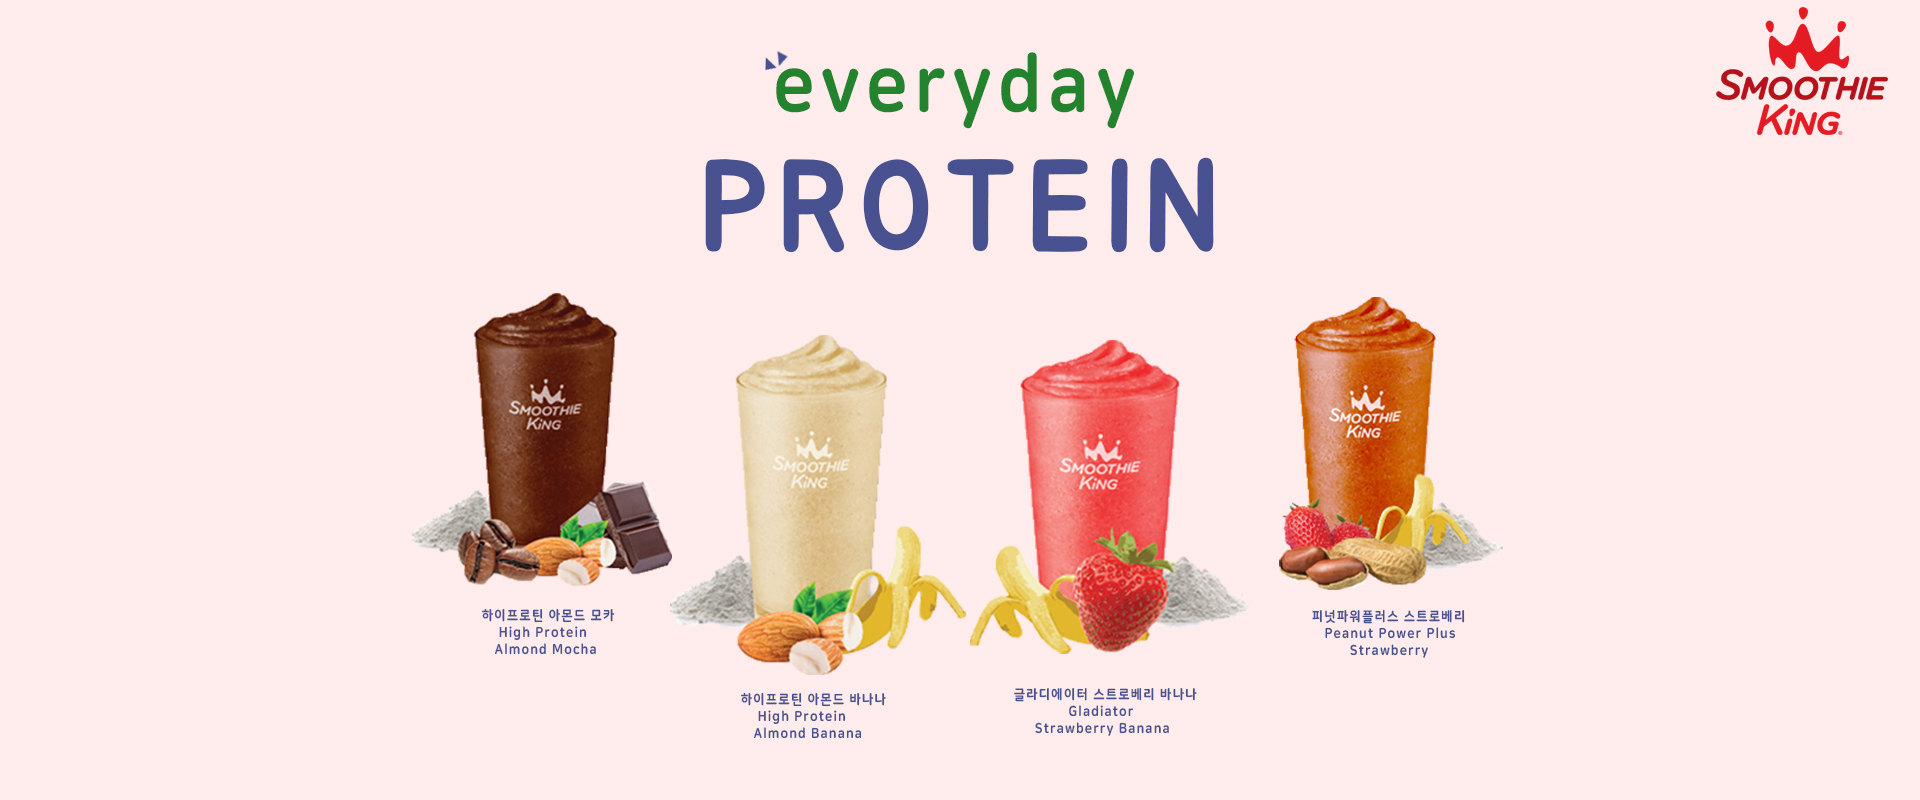 everyday
PROTEIN
SMOOTHIE
KiNG
SMOOTHIE
KiNG
SMOOTHIE
KiNG
SMOOTHIE
KiNG
SMOOTHIE
KiNG
하이프로틴 아몬드 모카
High Protein
Almond Mocha
하이프로틴 아몬드 바나나
High Protein
Almond Banana
글라디에이터 스트로베리 바나나
Gladiator
Strawberry Banana
피넛파워플러스 스트로베리
Peanut Power Plus
Strawberry